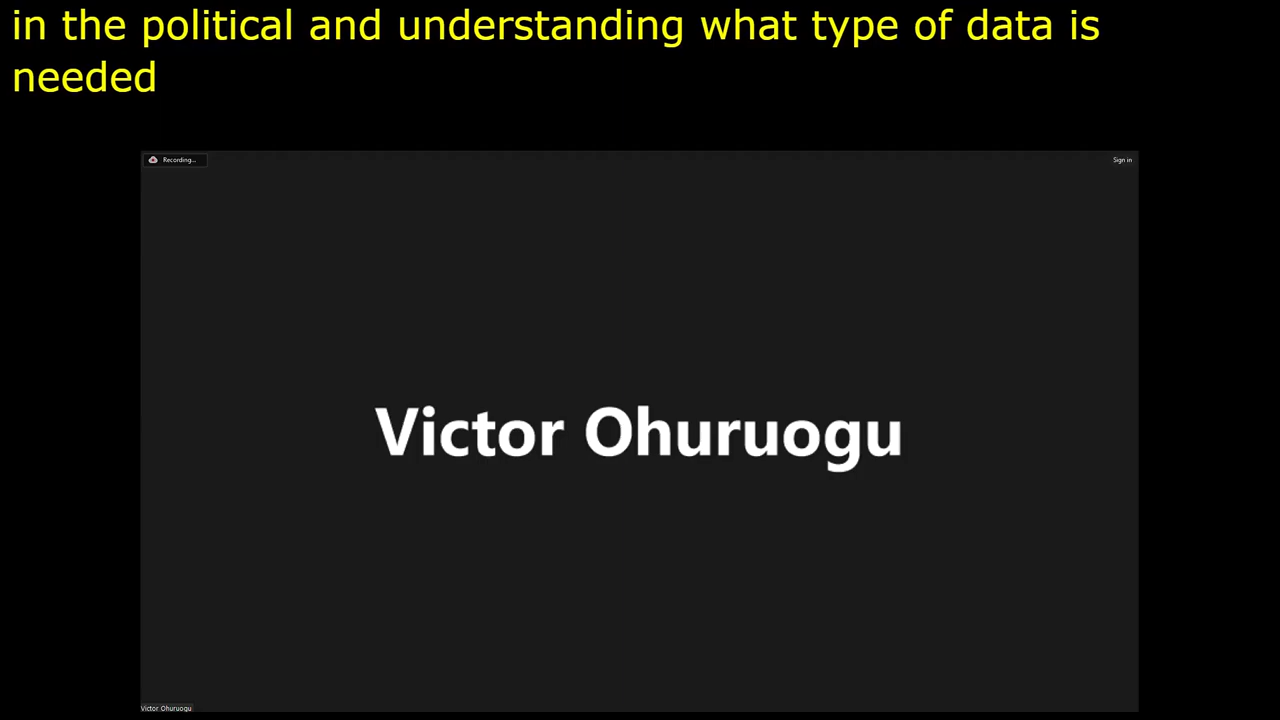 in the political and understanding what type of data is
needed
Recording...
Sign in
Victor Ohuruogu
Victor Ohuruogu